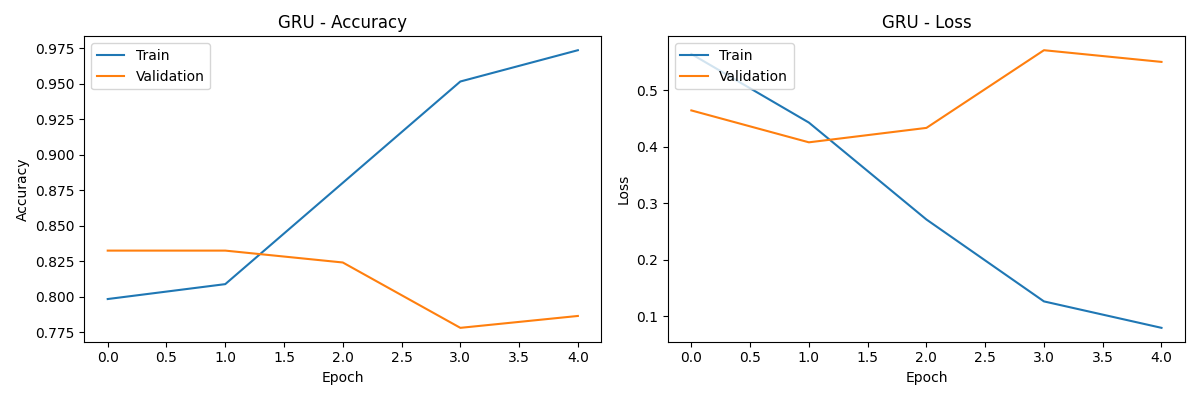 GRU - Accuracy
Train
Validation
Accuracy
0.975
0.950
0.925
0.900
0.875
0.850
0.825
0.800
0.775
0.0 0.5 1.0 1.5 2.0 2.5 3.0 3.5 4.0
Epoch
GRU - Loss
Train
Validation
Loss
0.5
0.4
0.3
0.2
0.1
0.0 0.5 1.0 1.5 2.0 2.5 3.0 3.5 4.0
Epoch